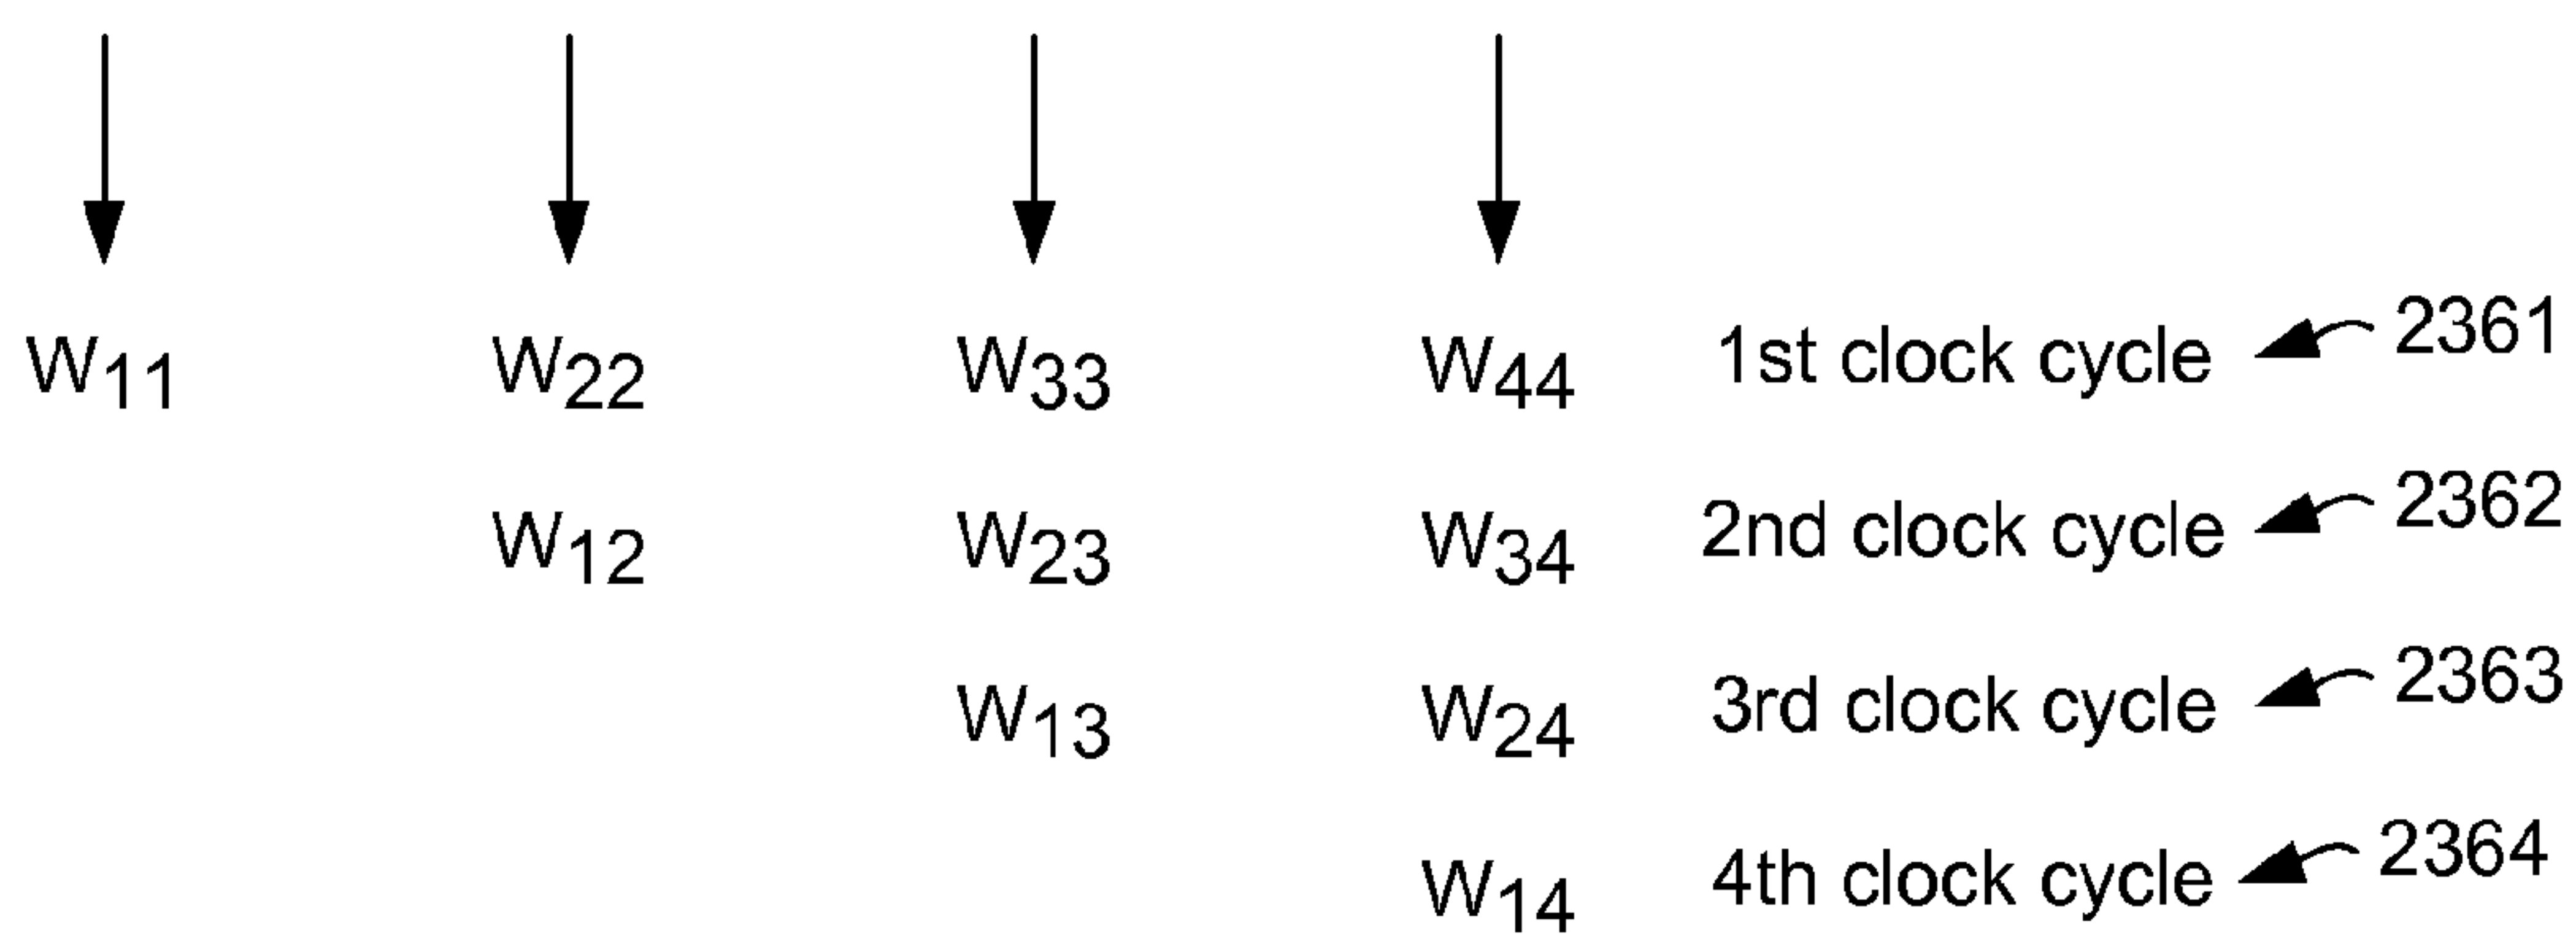 W11 W22 W33 W44 1st clock cycle 2361
W12 W23 W34 2nd clock cycle 2362
W13 W24 3rd clock cycle 2363
W14 4th clock cycle 2364